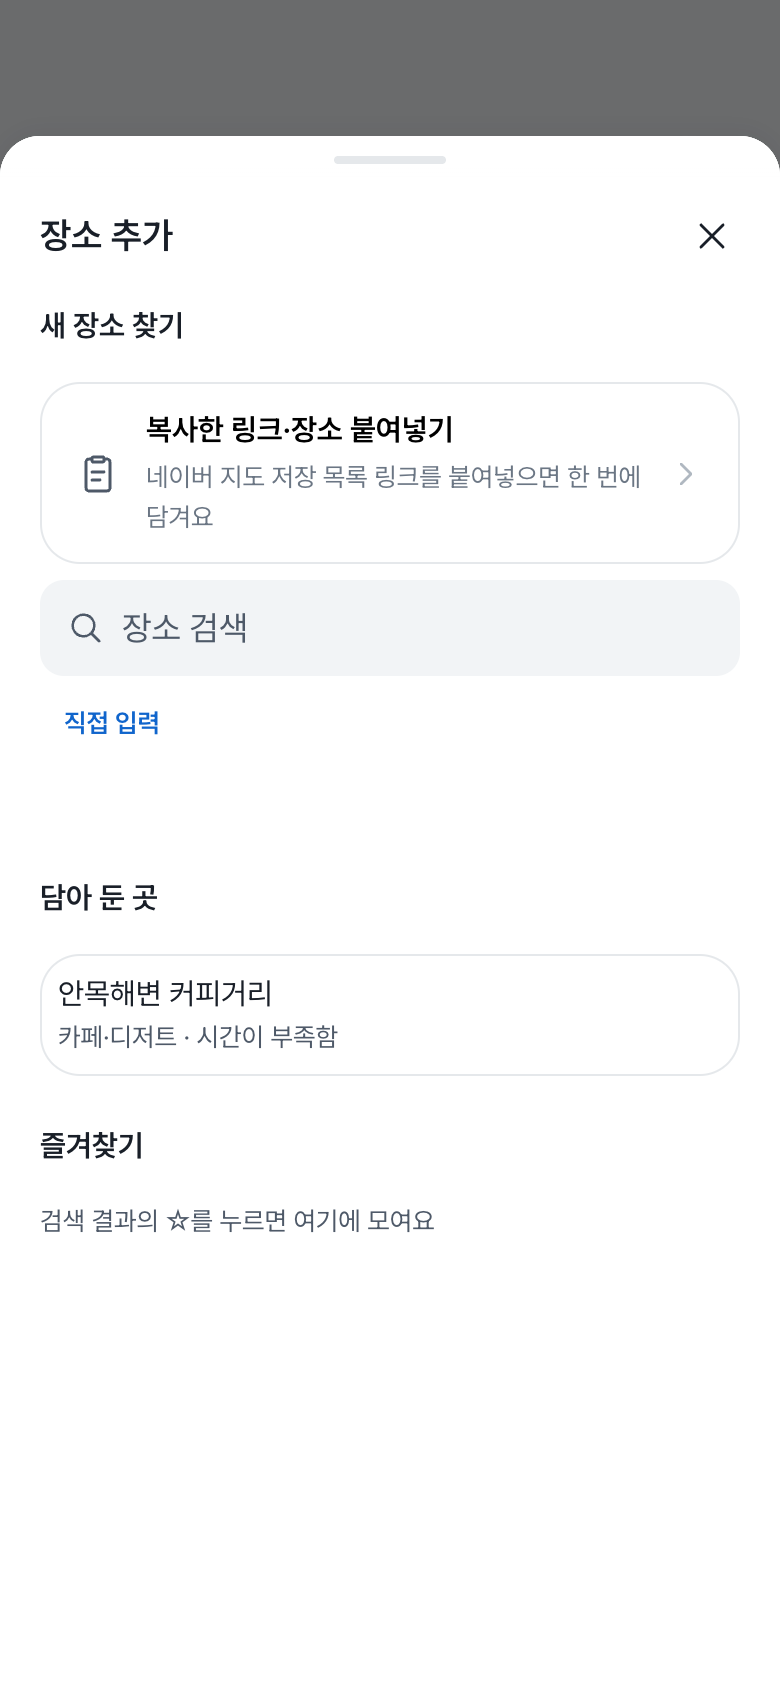 장소 추가
새 장소 찾기
복사한 링크·장소 붙여넣기
네이버 지도 저장 목록 링크를 붙여넣으면 한 번에
담겨요
장소 검색
직접 입력
담아 둔 곳
안목해변 커피거리
카페·디저트 · 시간이 부족함
즐겨찾기
검색 결과의 ☆를 누르면 여기에 모여요